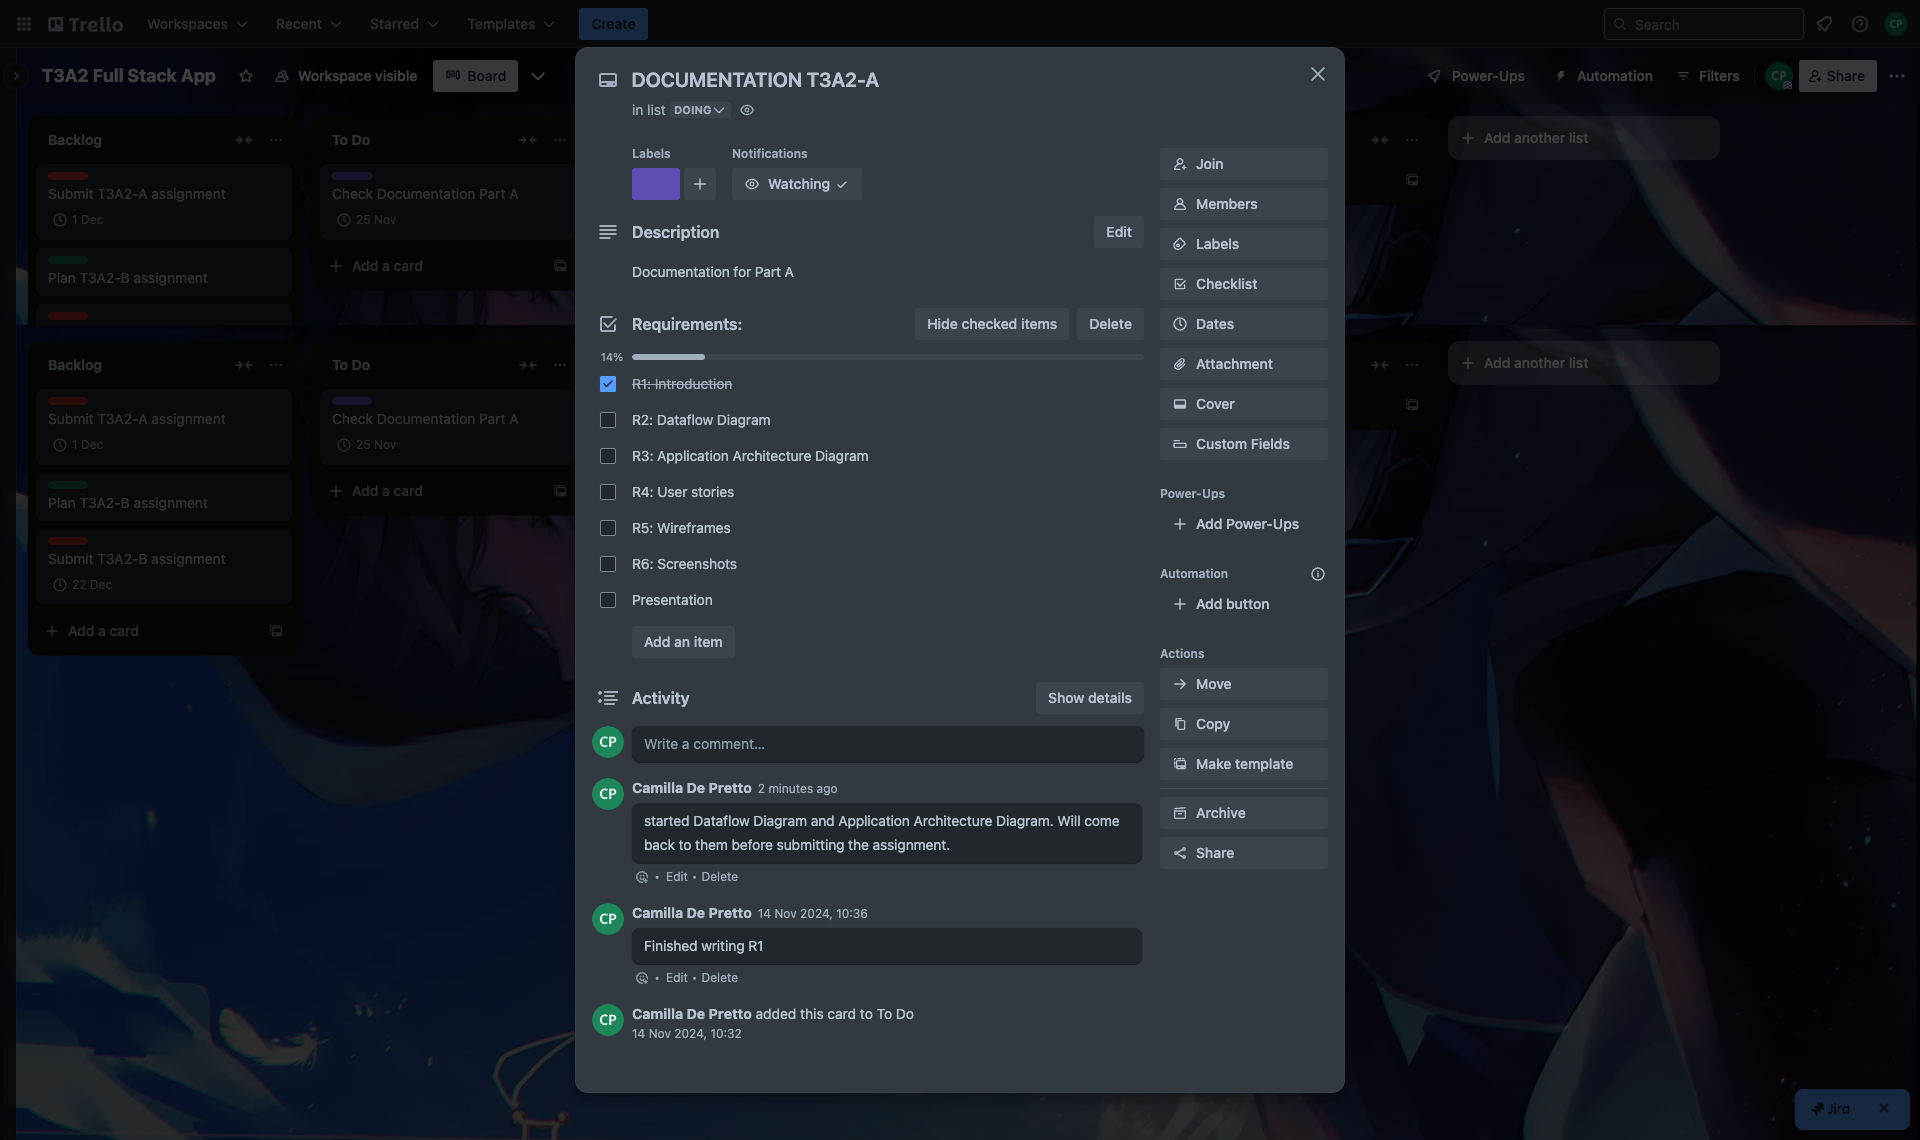 Trello
Workspaces
Recent
Starred
Templates
Create
Search
CP
T3A2 Full Stack App
Workspace visible
Board
Power-Ups
Automation
Filters
CP
Share
Backlog
Submit T3A2-A assignment
1 Dec
Plan T3A2-B assignment
To Do
Check Documentation Part A
25 Nov
Add a card
Add another list
Backlog
Submit T3A2-A assignment
1 Dec
Plan T3A2-B assignment
Submit T3A2-B assignment
22 Dec
Add a card
To Do
Check Documentation Part A
25 Nov
Add a card
Add another list
DOCUMENTATION T3A2-A
in list DOING
Labels
Notifications
Watching
Description
Edit
Documentation for Part A
Requirements:
Hide checked items
Delete
14%
R1: Introduction
R2: Dataflow Diagram
R3: Application Architecture Diagram
R4: User stories
R5: Wireframes
R6: Screenshots
Presentation
Add an item
Activity
Show details
CP
Write a comment…
CP
Camilla De Pretto 2 minutes ago
started Dataflow Diagram and Application Architecture Diagram. Will come
back to them before submitting the assignment.
• Edit • Delete
CP
Camilla De Pretto 14 Nov 2024, 10:36
Finished writing R1
• Edit • Delete
CP
Camilla De Pretto added this card to To Do
14 Nov 2024, 10:32
Join
Members
Labels
Checklist
Dates
Attachment
Cover
Custom Fields
Power-Ups
Add Power-Ups
Automation
Add button
Actions
Move
Copy
Make template
Archive
Share
Jira